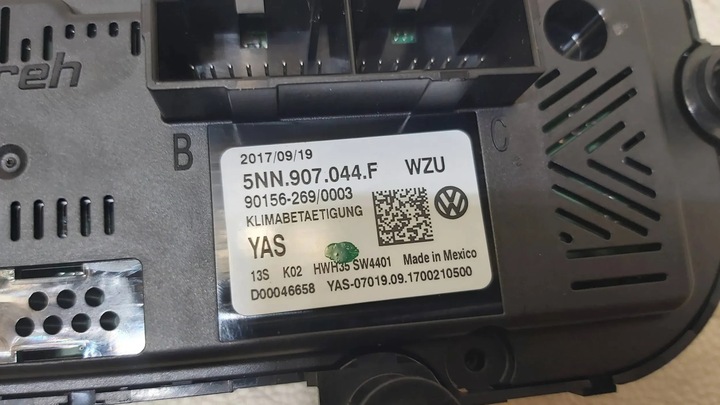 reh
B
C
2017/09/19
5NN.907.044.F WZU
90156-269/0003
KLIMABETAETIGUNG
YAS
13S K02 HWH35 SW4401 Made in Mexico
D00046658 YAS-07019.09.1700210500